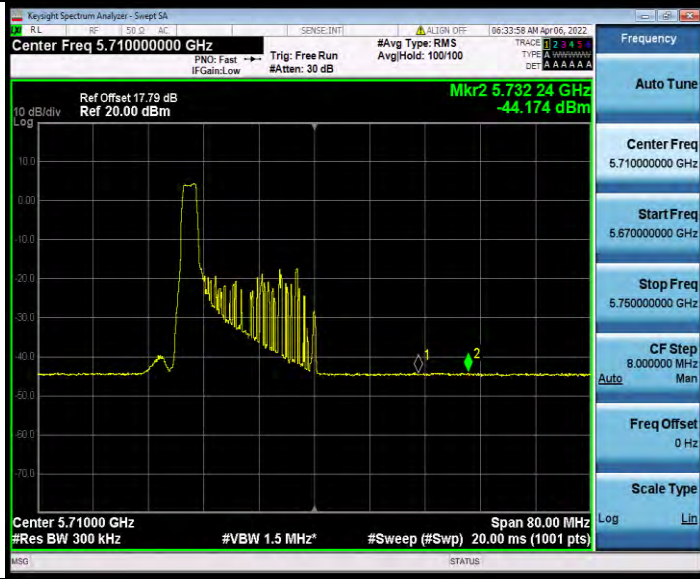 Keysight Spectrum Analyzer - Swept SA
RL RF 50 Ω AC SENSE:INT ALIGN OFF 06:33:58 AM Apr 06, 2022
Center Freq 5.710000000 GHz
PNO: Fast
IFGain:Low
Trig: Free Run
#Atten: 30 dB
#Avg Type: RMS
Avg|Hold: 100/100
TRACE 1 2 3 4 5
TYPE A WWWWW
DET A A A A A A
Frequency
Mkr2 5.732 24 GHz
-44.174 dBm
Ref Offset 17.79 dB
10 dB/div Ref 20.00 dBm
Log
10.0
0.00
-10.0
-20.0
-30.0
-40.0
-50.0
-60.0
-70.0
1
2
Center 5.71000 GHz Span 80.00 MHz
#Res BW 300 kHz #VBW 1.5 MHz* #Sweep (#Swp) 20.00 ms (1001 pts)
Auto Tune
Center Freq
5.710000000 GHz
Start Freq
5.670000000 GHz
Stop Freq
5.750000000 GHz
CF Step
8.000000 MHz
Auto Man
Freq Offset
0 Hz
Scale Type
Log Lin
MSG STATUS